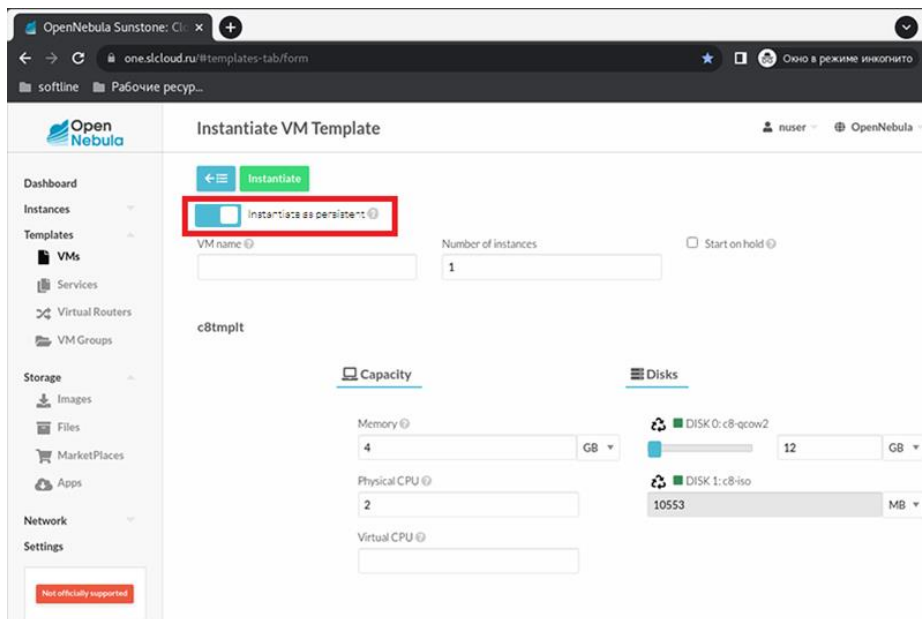 OpenNebula Sunstone: Clo
one.slcloud.ru/#templates-tab/form
Окно в режиме инкогнито
softline
Рабочие ресур...
Open
Nebula
Instantiate VM Template
nuser
OpenNebula
Dashboard
Instances
Templates
VMs
Services
Virtual Routers
VM Groups
Storage
Images
Files
MarketPlaces
Apps
Network
Settings
Not officially supported
Instantiate
Instantiate as persistent
VM name
Number of instances
Start on hold
1
c8tmplt
Capacity
Disks
Memory
DISK 0: c8-qcow2
4
GB
12
GB
Physical CPU
DISK 1: c8-iso
2
10553
MB
Virtual CPU